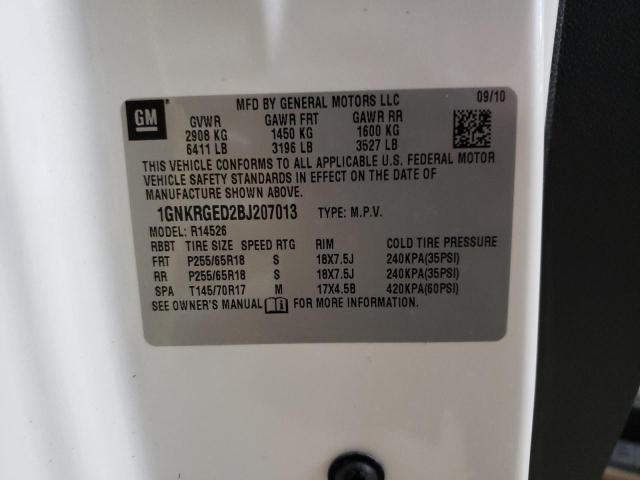 GM
MFD BY GENERAL MOTORS LLC 09/10
GVWR GAWR FRT GAWR RR
2908 KG 1450 KG 1600 KG
6411 LB 3196 LB 3527 LB
THIS VEHICLE CONFORMS TO ALL APPLICABLE U.S. FEDERAL MOTOR
VEHICLE SAFETY STANDARDS IN EFFECT ON THE DATE OF
MANUFACTURE SHOWN ABOVE.
1GNKRGED2BJ207013 TYPE: M.P.V.
MODEL: R14526
RBBT TIRE SIZE SPEED RTG RIM COLD TIRE PRESSURE
FRT P255/65R18 S 18X7.5J 240KPA(35PSI)
RR P255/65R18 S 18X7.5J 240KPA(35PSI)
SPA T145/70R17 M 17X4.5B 420KPA(60PSI)
SEE OWNER'S MANUAL FOR MORE INFORMATION.